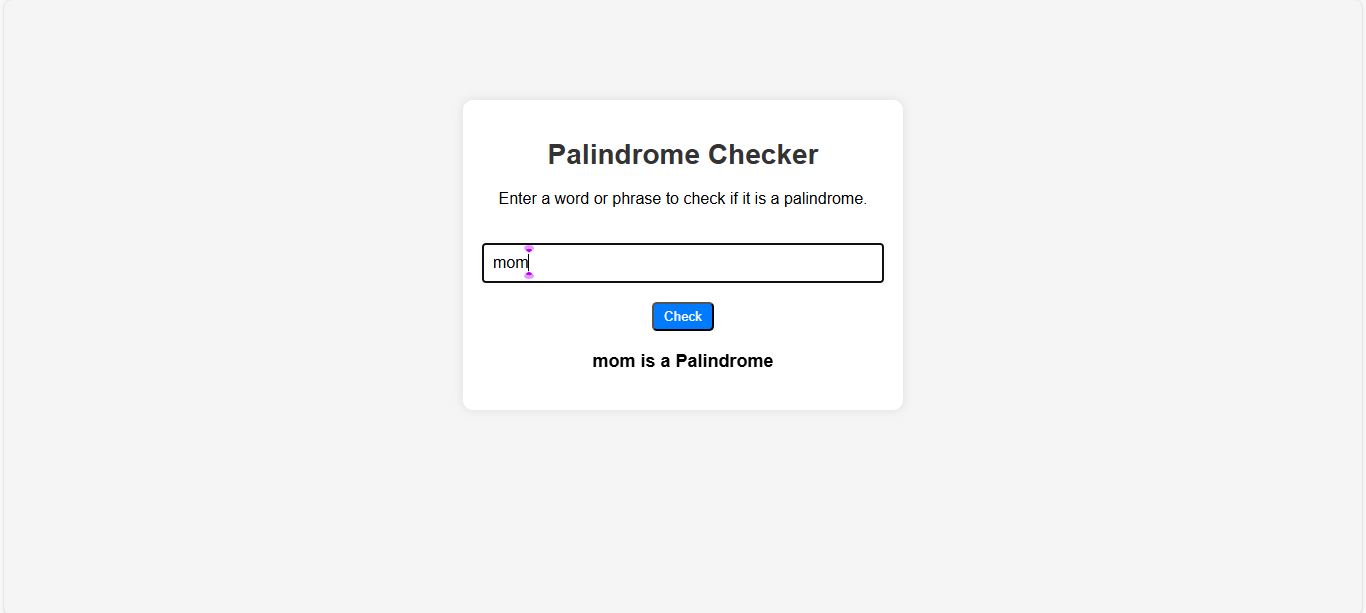 Palindrome Checker
Enter a word or phrase to check if it is a palindrome.
mom
Check
mom is a Palindrome